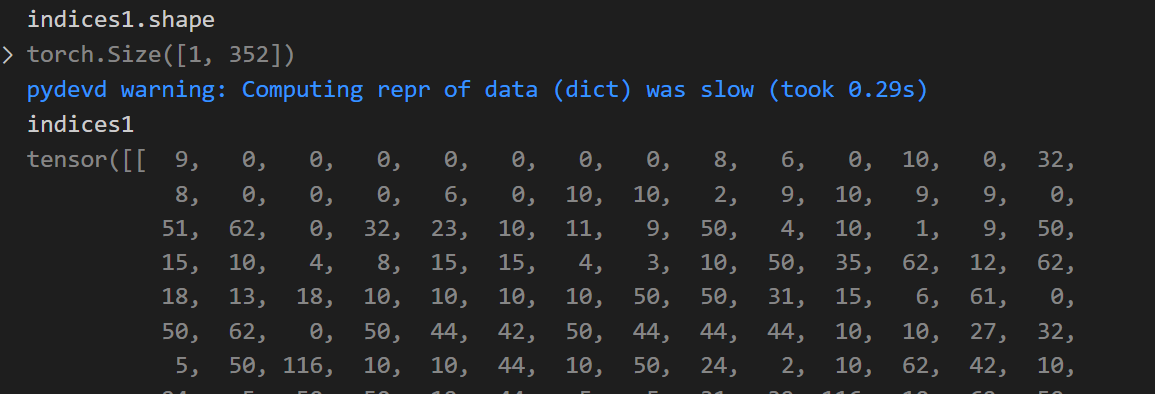 indices1.shape
> torch.Size([1, 352])
pydevd warning: Computing repr of data (dict) was slow (took 0.29s)
indices1
tensor([[ 9, 0, 0, 0, 0, 0, 0, 0, 8, 6, 0, 10, 0, 32,
8, 0, 0, 0, 6, 0, 10, 10, 2, 9, 10, 9, 9, 0,
51, 62, 0, 32, 23, 10, 11, 9, 50, 4, 10, 1, 9, 50,
15, 10, 4, 8, 15, 15, 4, 3, 10, 50, 35, 62, 12, 62,
18, 13, 18, 10, 10, 10, 10, 50, 50, 31, 15, 6, 61, 0,
50, 62, 0, 50, 44, 42, 50, 44, 44, 44, 10, 10, 27, 32,
5, 50, 116, 10, 10, 44, 10, 50, 24, 2, 10, 62, 42, 10,